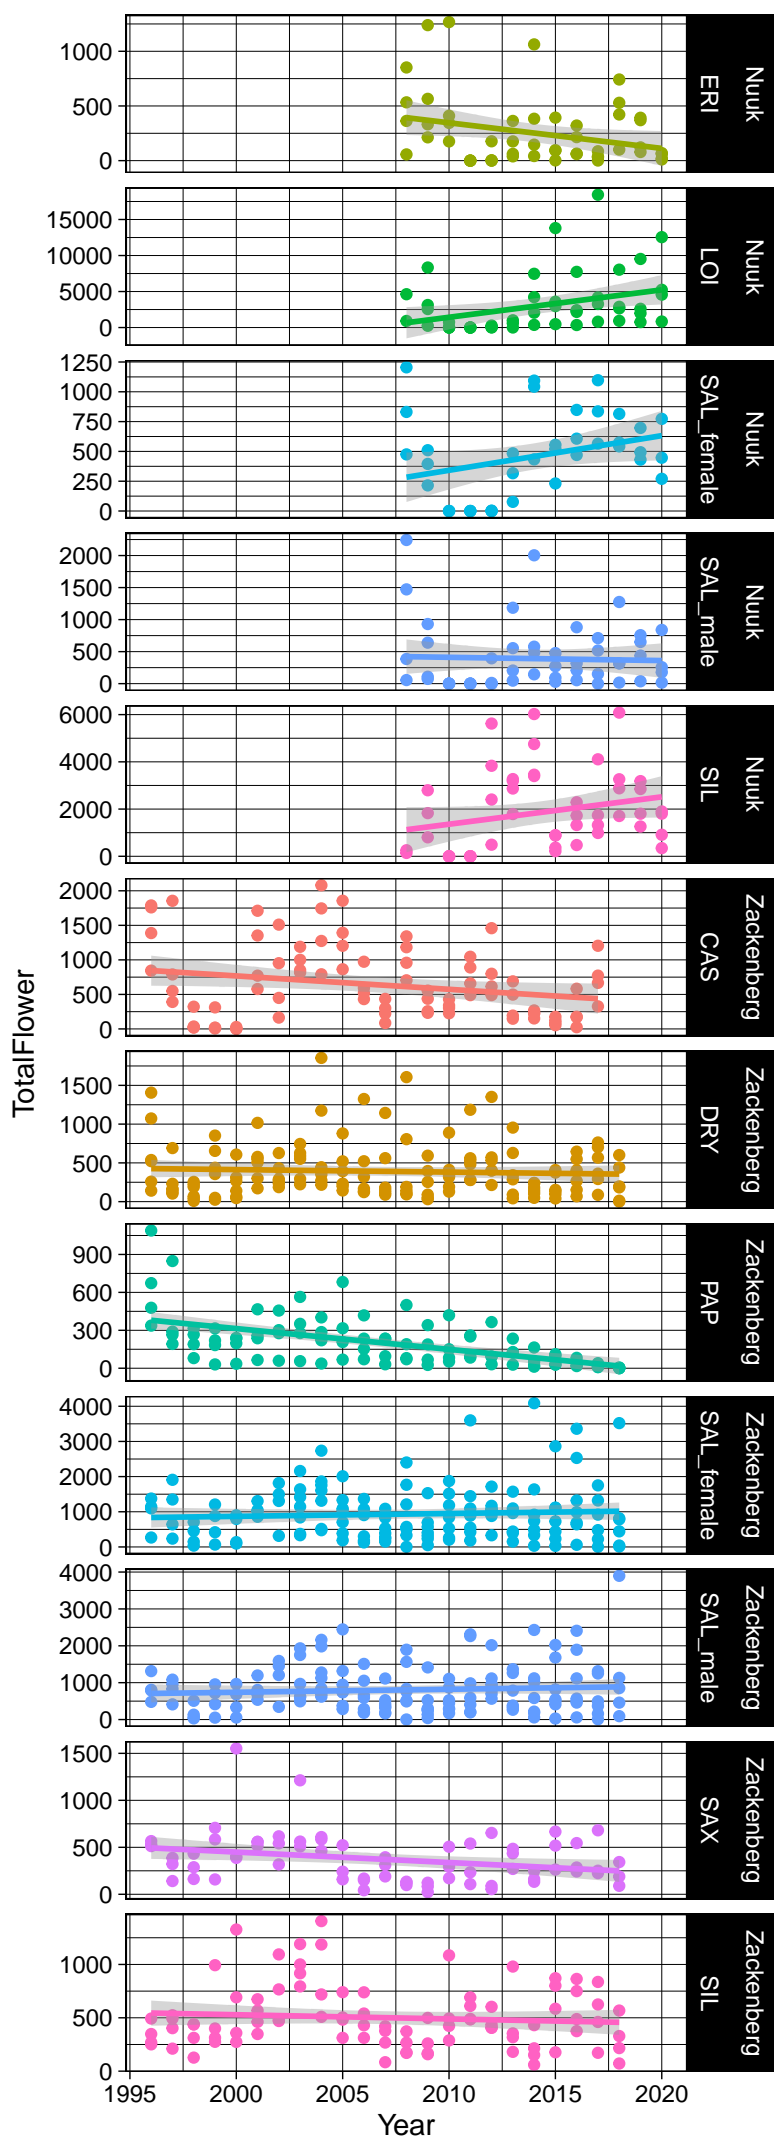 TotalFlower
1000
500
0
ERI
Nuuk
15000
10000
5000
0
LOI
Nuuk
1250
1000
750
500
250
0
SAL_female
Nuuk
2000
1500
1000
500
0
SAL_male
Nuuk
6000
4000
2000
0
SIL
Nuuk
2000
1500
1000
500
0
CAS
Zackenberg
1500
1000
500
0
DRY
Zackenberg
900
600
300
0
PAP
Zackenberg
4000
3000
2000
1000
0
SAL_female
Zackenberg
4000
3000
2000
1000
0
SAL_male
Zackenberg
1500
1000
500
0
SAX
Zackenberg
1000
500
0
SIL
Zackenberg
1995 2000 2005 2010 2015 2020
Year